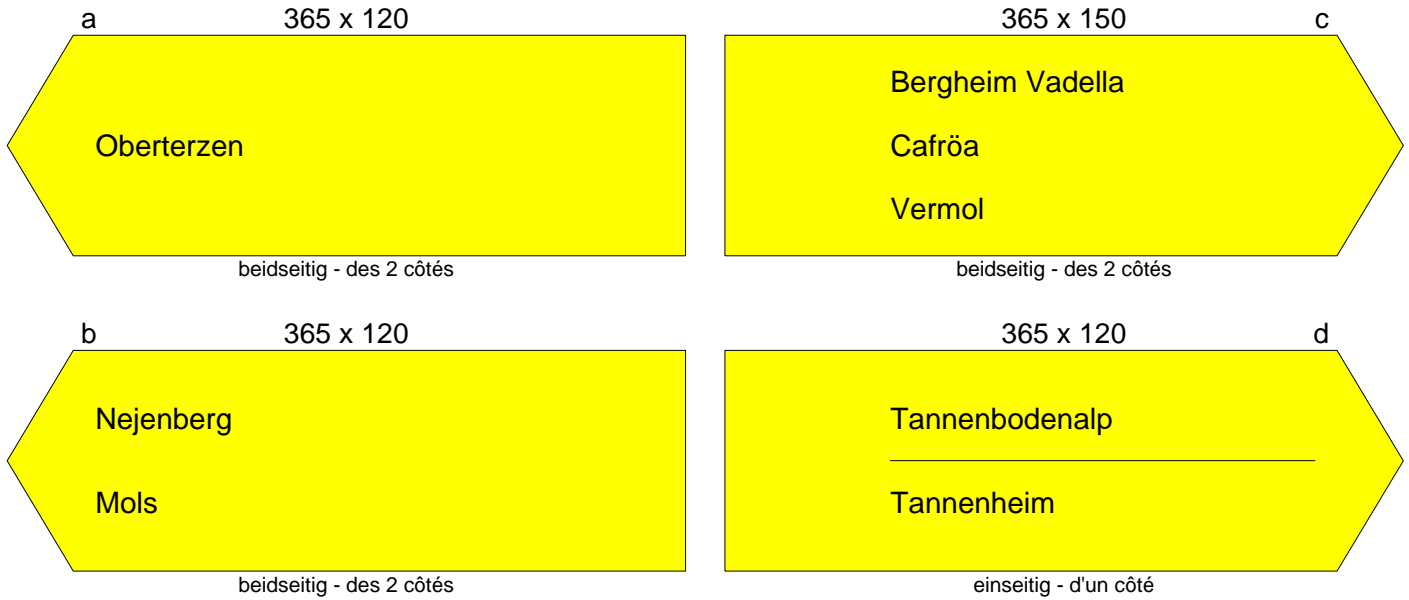 a 365 x 120
Oberterzen
beidseitig - des 2 côtés
365 x 150 c
Bergheim Vadella
Cafröa
Vermol
beidseitig - des 2 côtés
b 365 x 120
Nejenberg
Mols
beidseitig - des 2 côtés
365 x 120 d
Tannenbodenalp
Tannenheim
einseitig - d'un côté